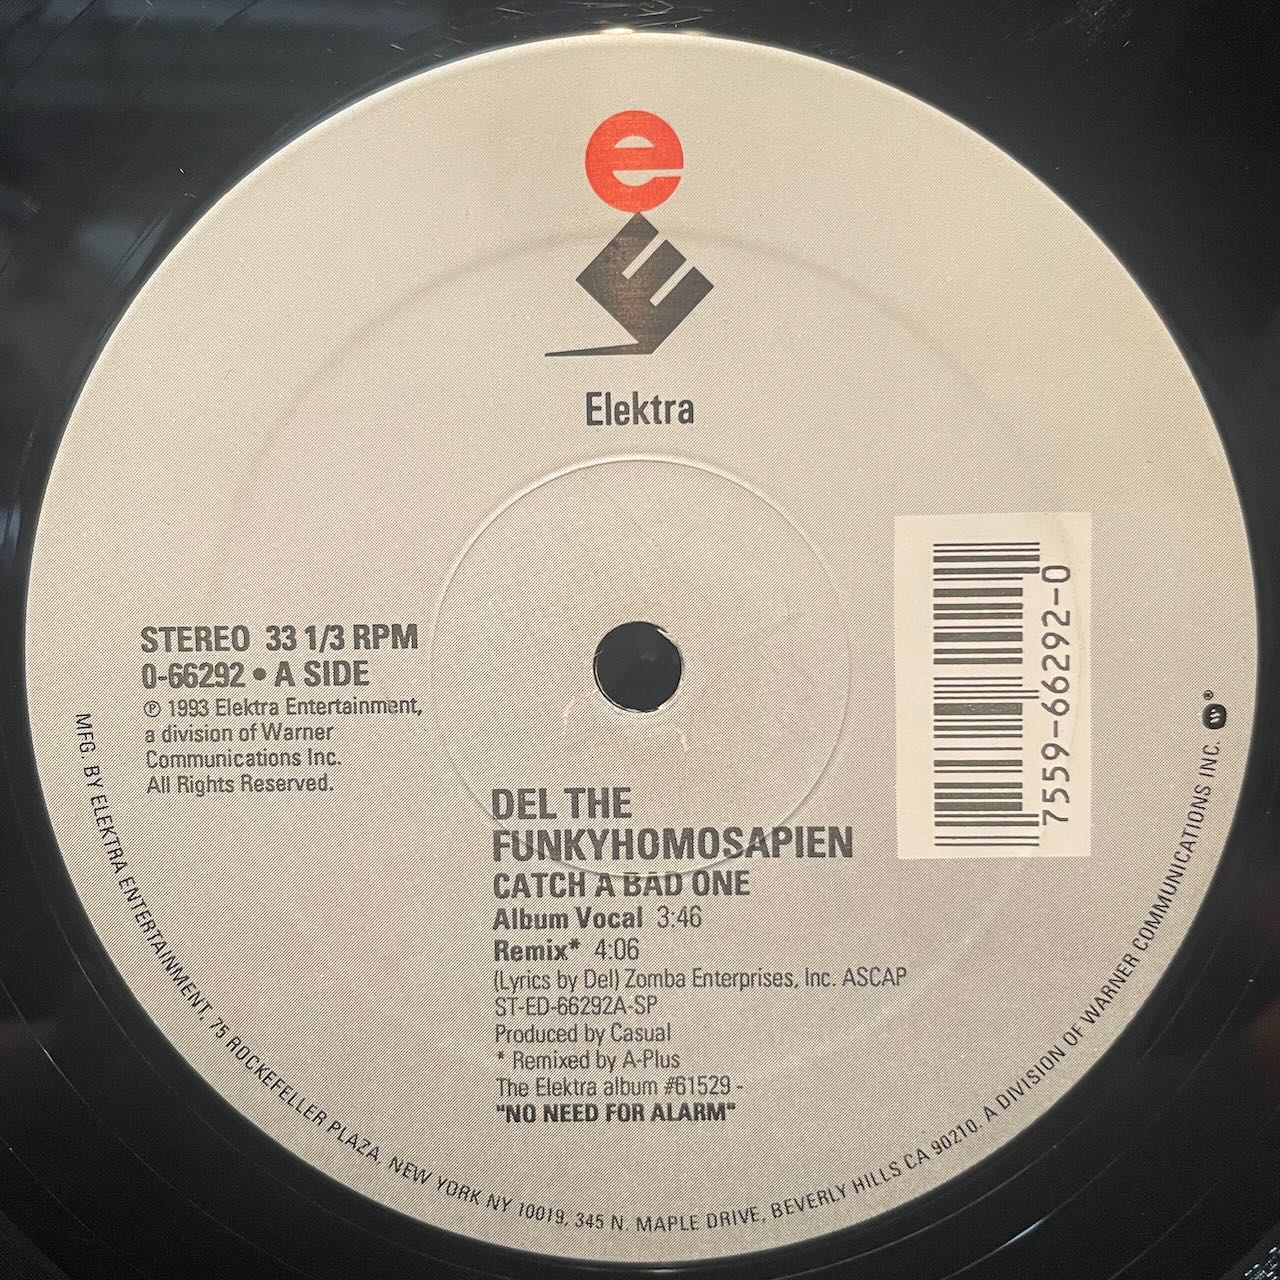 e
E
Elektra
STEREO 33 1/3 RPM
0-66292 • A SIDE
℗ 1993 Elektra Entertainment,
a division of Warner
Communications Inc.
All Rights Reserved.
7559-66292-0
DEL THE
FUNKYHOMOSAPIEN
CATCH A BAD ONE
Album Vocal 3:46
Remix* 4:06
(Lyrics by Del) Zomba Enterprises, Inc. ASCAP
ST-ED-66292A-SP
Produced by Casual
* Remixed by A-Plus
The Elektra album #61529 -
"NO NEED FOR ALARM"
MFG. BY ELEKTRA ENTERTAINMENT, 75 ROCKEFELLER PLAZA, NEW YORK NY 10019, 345 N. MAPLE DRIVE, BEVERLY HILLS CA 90210. A DIVISION OF WARNER COMMUNICATIONS INC. ®